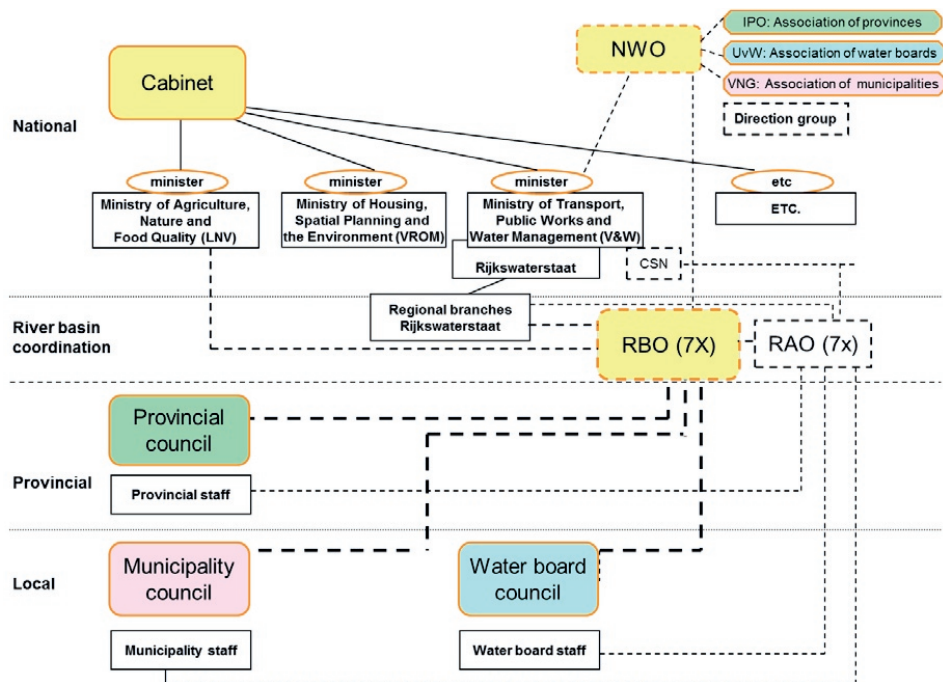 IPO: Association of provinces
NWO
UvW: Association of water boards
Cabinet
VNG: Association of municipalities
Direction group
National
minister
minister
minister
etc
Ministry of Agriculture,
Nature and
Food Quality (LNV)
Ministry of Housing,
Spatial Planning and
the Environment (VROM)
Ministry of Transport,
Public Works and
Water Management (V&W)
ETC.
Rijkswaterstaat
CSN
Regional branches
Rijkswaterstaat
River basin
coordination
RBO (7X)
RAO (7x)
Provincial
council
Provincial
Provincial staff
Local
Municipality
council
Water board
council
Municipality staff
Water board staff